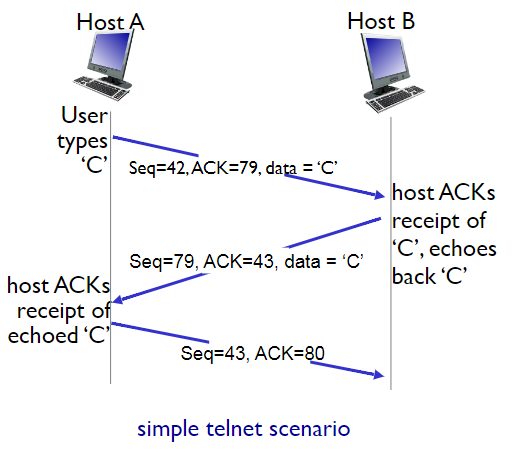 Host A
Host B
User
types
‘C’
Seq=42, ACK=79, data = ‘C’
host ACKs
receipt of
‘C’, echoes
back ‘C’
Seq=79, ACK=43, data = ‘C’
host ACKs
receipt of
echoed ‘C’
Seq=43, ACK=80
simple telnet scenario